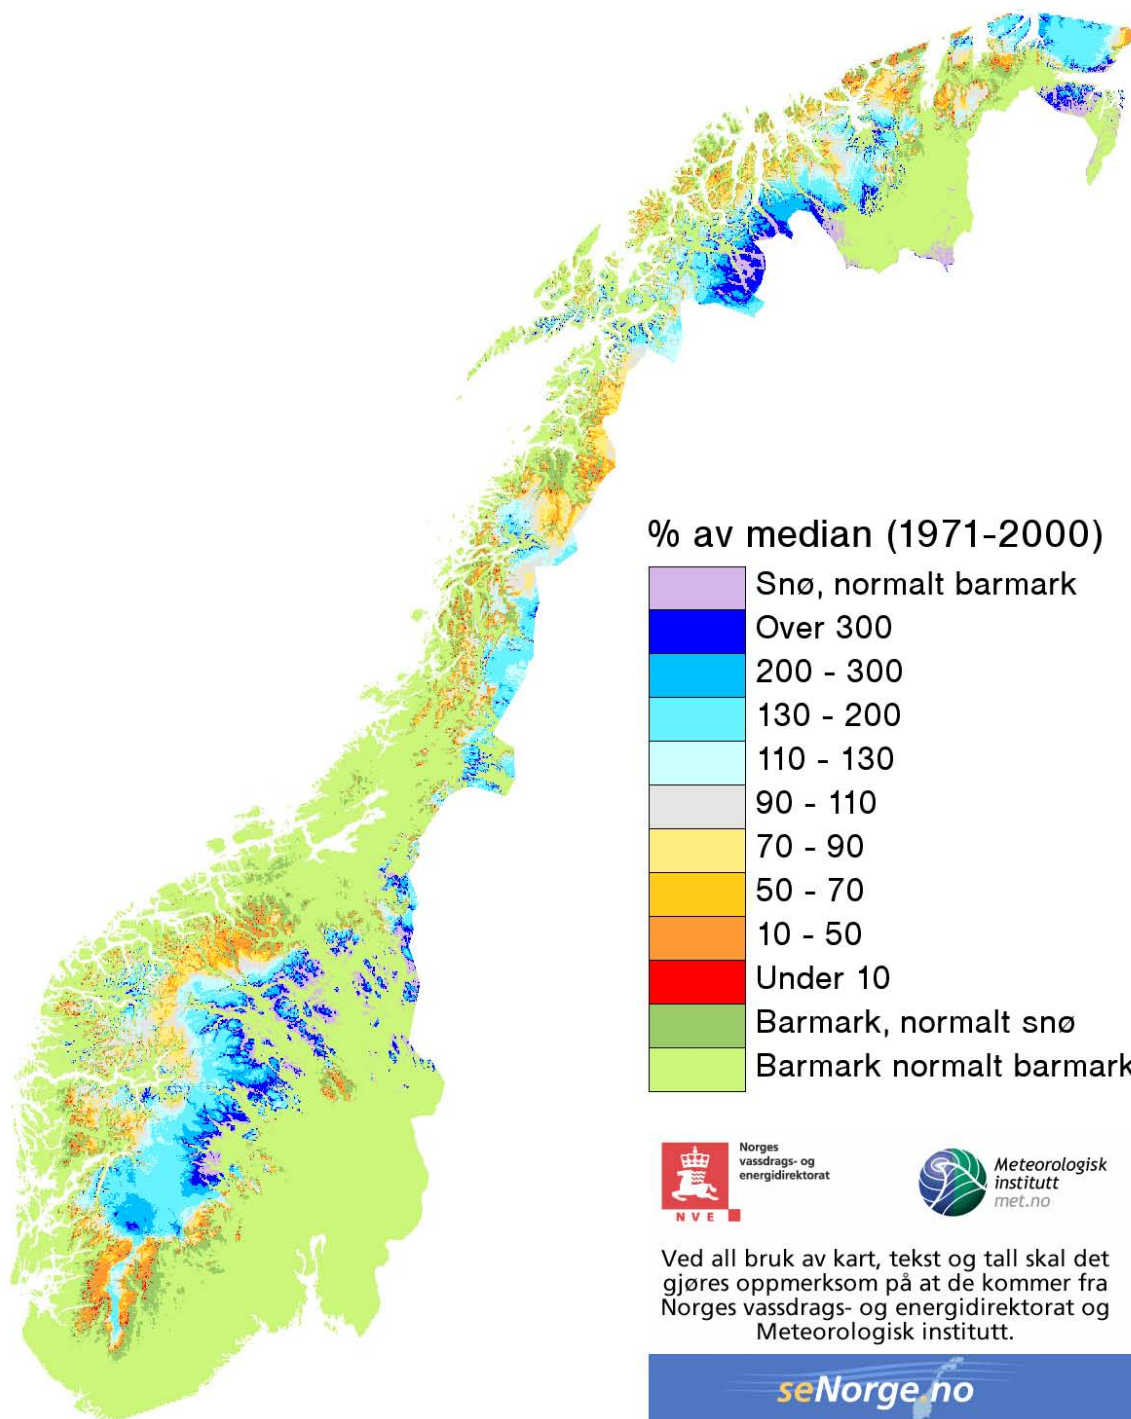 % av median (1971-2000)
Snø, normalt barmark
Over 300
200 - 300
130 - 200
110 - 130
90 - 110
70 - 90
50 - 70
10 - 50
Under 10
Barmark, normalt snø
Barmark normalt barmark
Norges
vassdrags- og
energidirektorat
NVE
Meteorologisk
institutt
met.no
Ved all bruk av kart, tekst og tall skal det
gjøres oppmerksom på at de kommer fra
Norges vassdrags- og energidirektorat og
Meteorologisk institutt.
seNorge.no